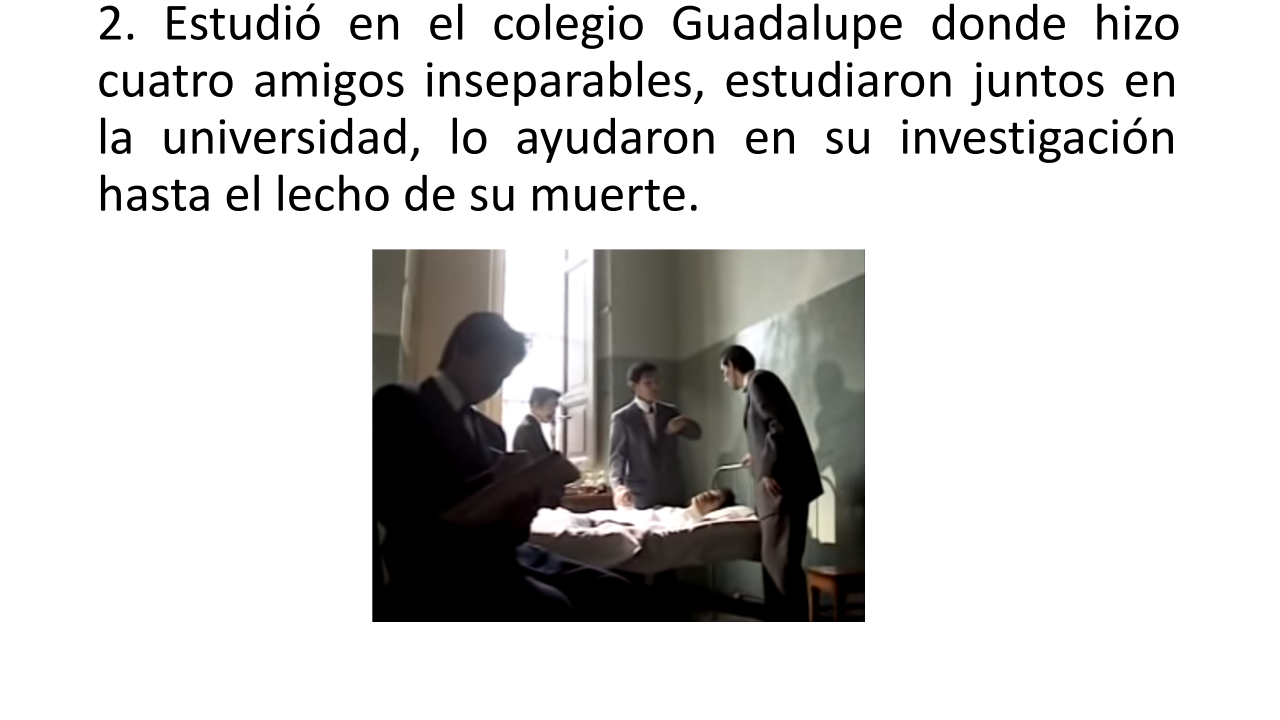 2. Estudió en el colegio Guadalupe donde hizo
cuatro amigos inseparables, estudiaron juntos en
la universidad, lo ayudaron en su investigación
hasta el lecho de su muerte.